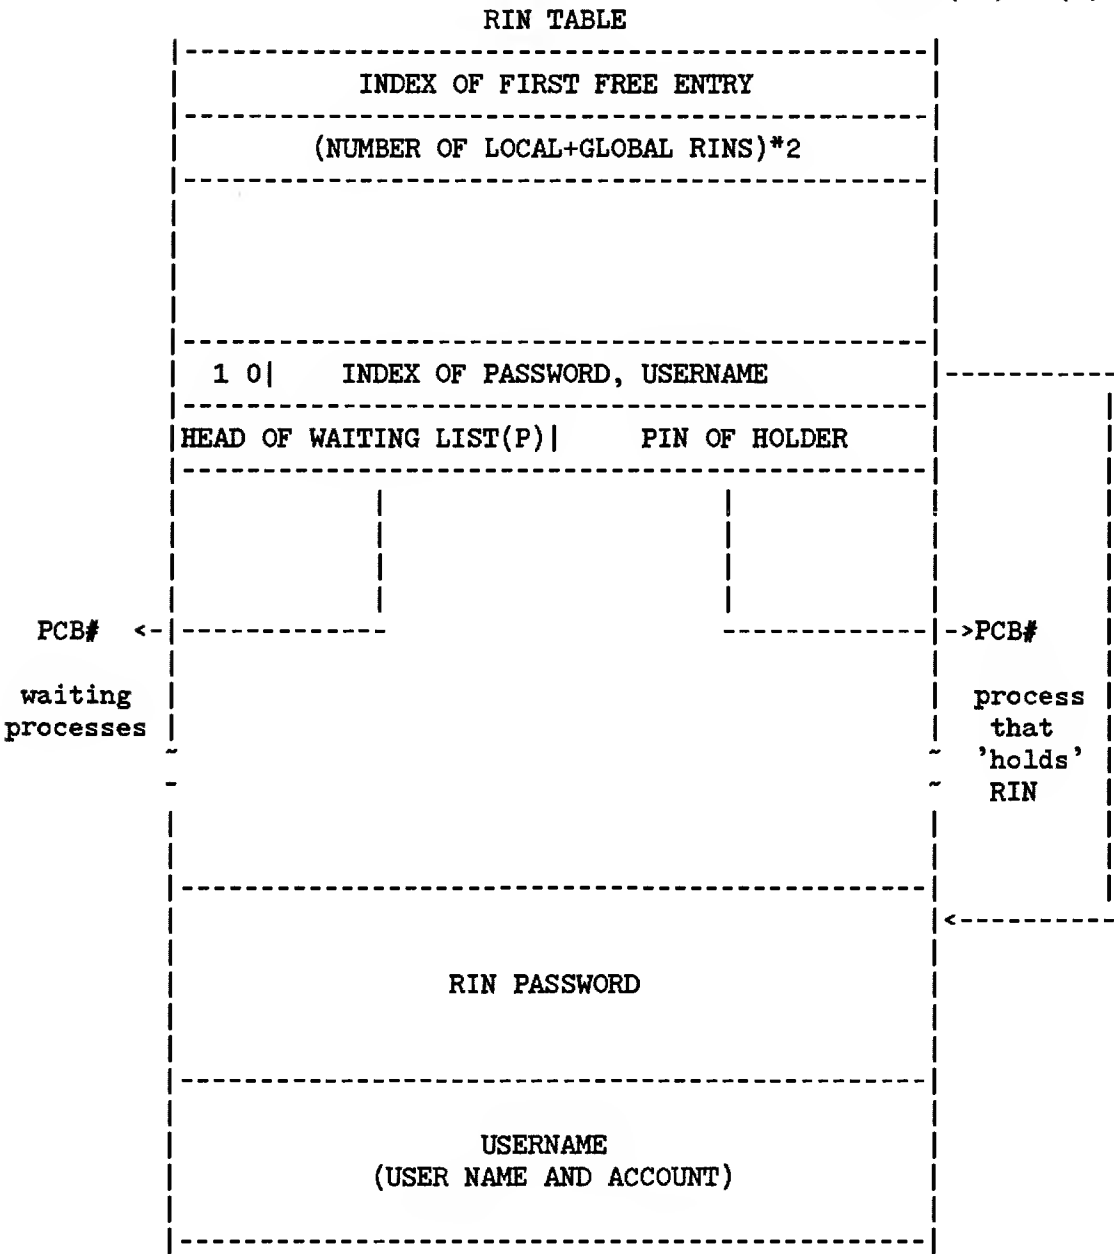 RIN TABLE
INDEX OF FIRST FREE ENTRY
(NUMBER OF LOCAL+GLOBAL RINS)*2
1 0| INDEX OF PASSWORD, USERNAME
HEAD OF WAITING LIST(P)| PIN OF HOLDER
PCB# <- ->PCB#
waiting process
processes that
'holds'
RIN
RIN PASSWORD
USERNAME
(USER NAME AND ACCOUNT)